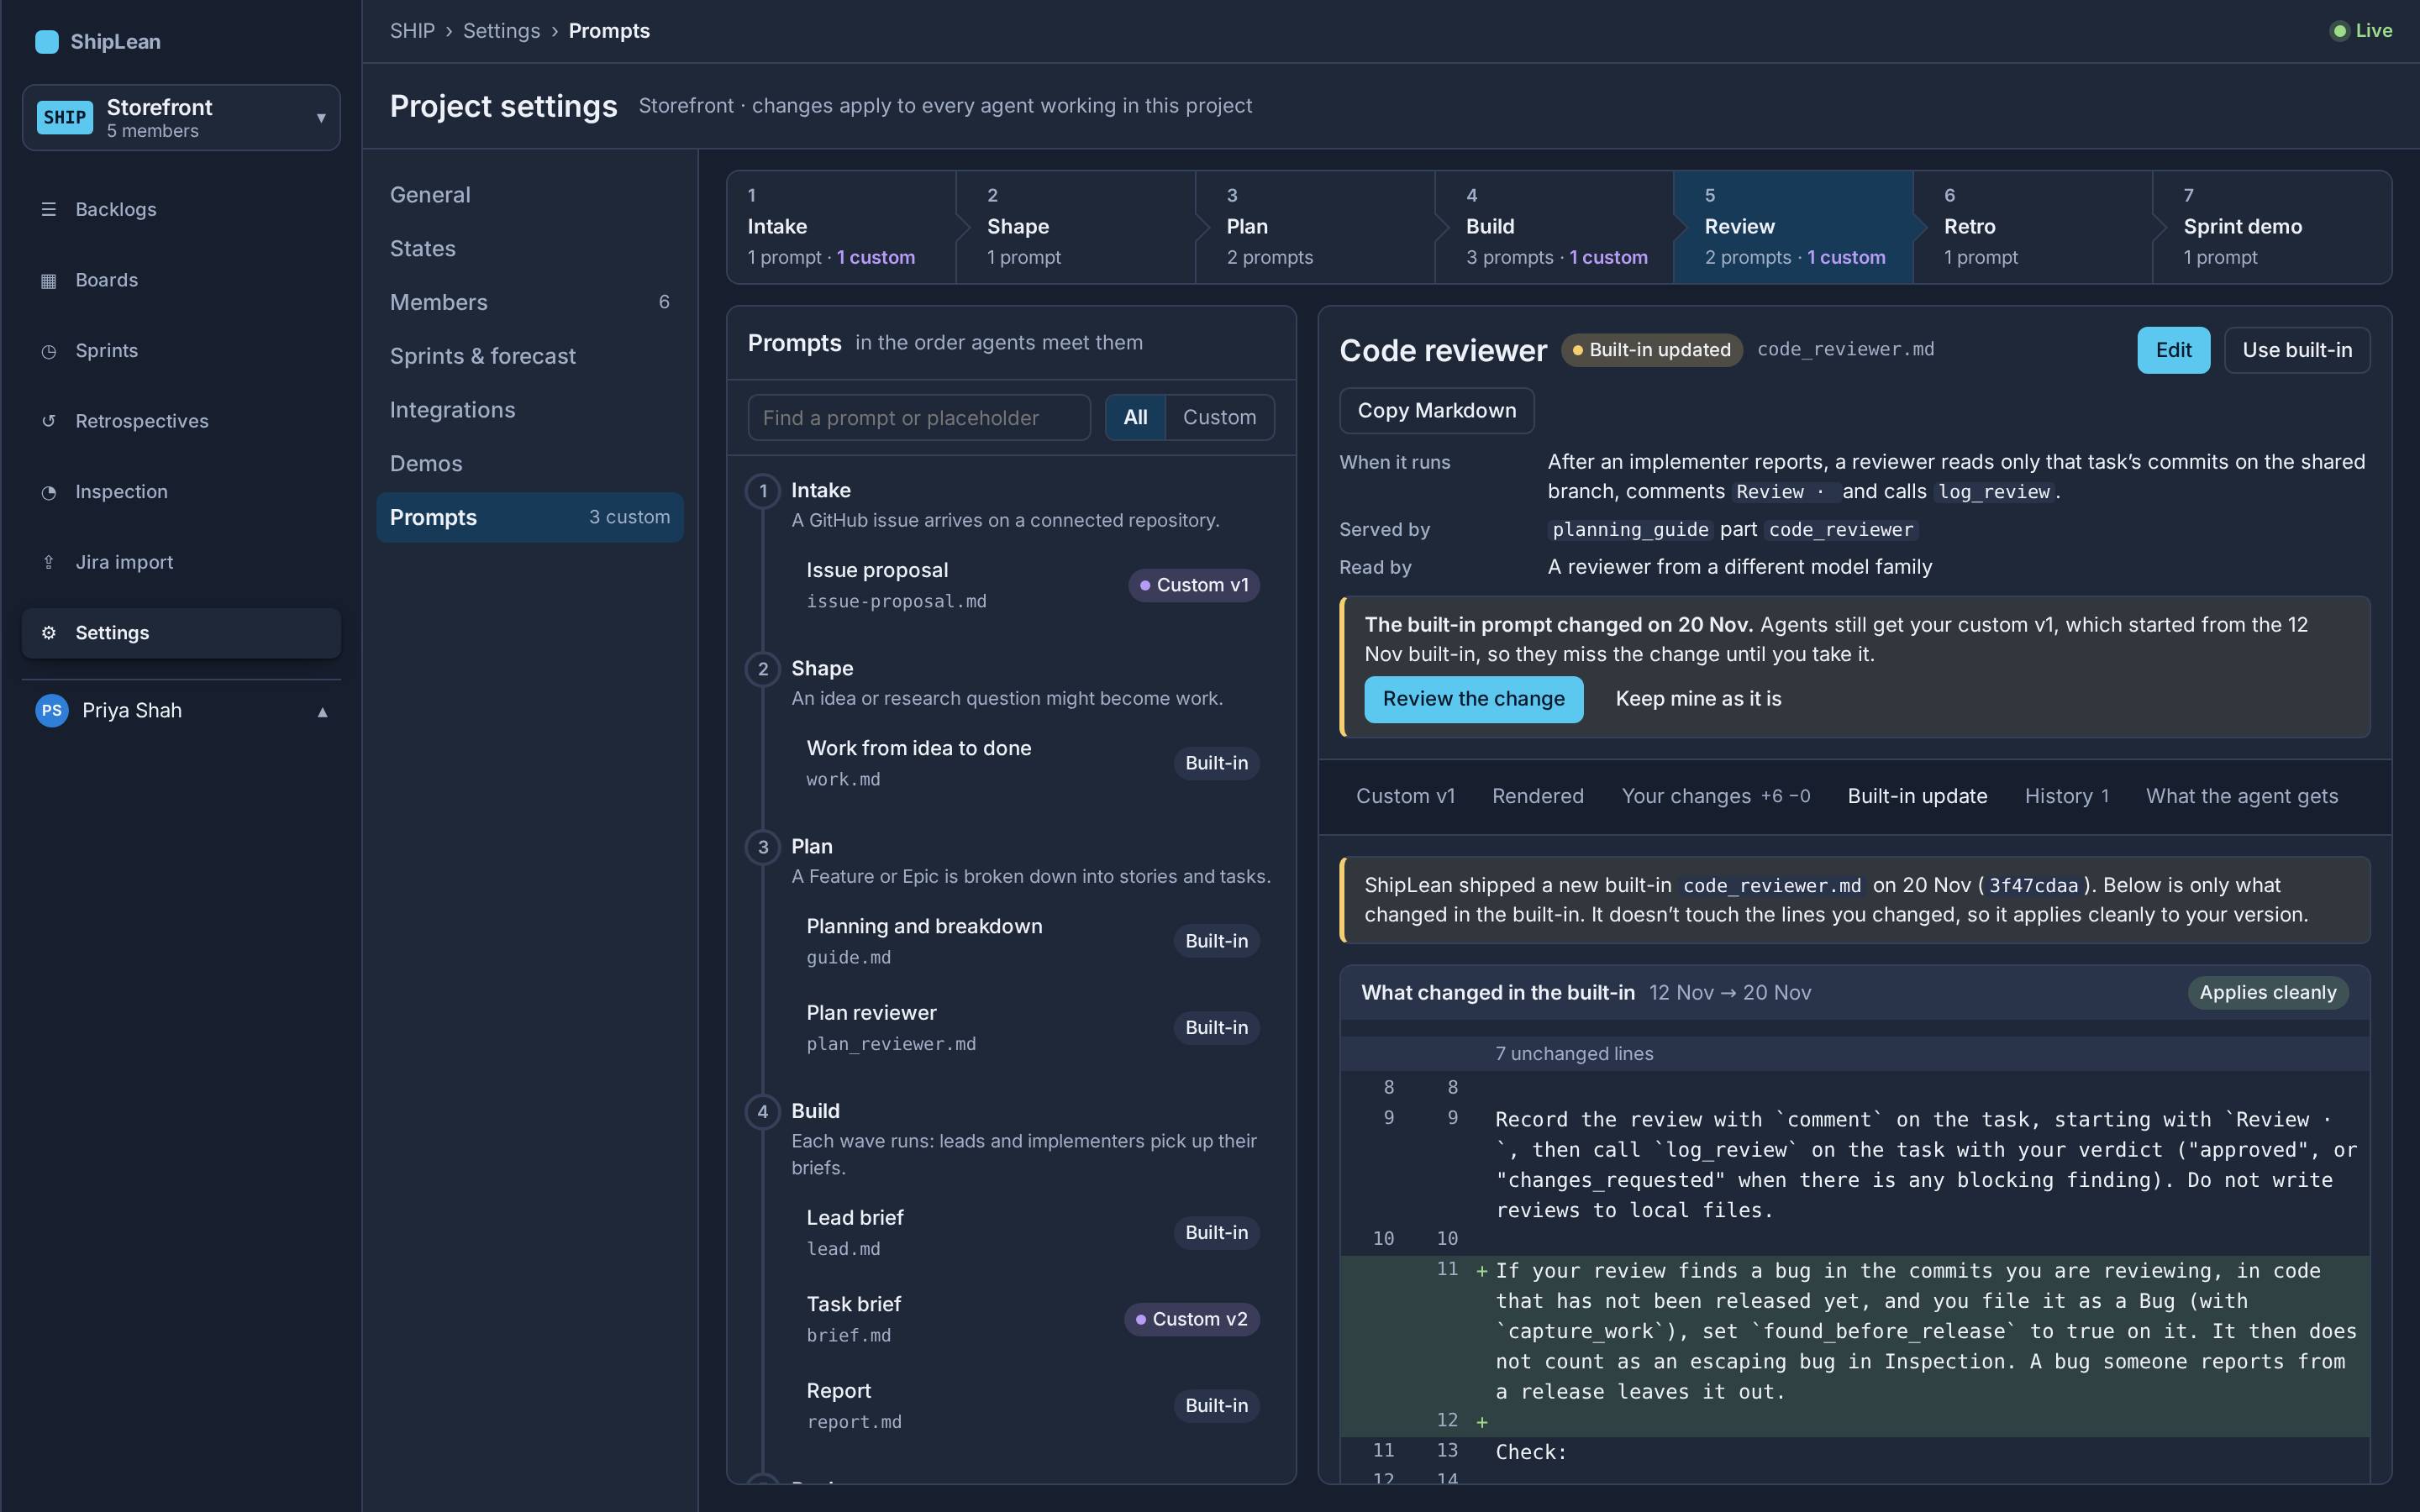 ShipLean
SHIP
Storefront
5 members
▾
☰ Backlogs
▦ Boards
◷ Sprints
↺ Retrospectives
◔ Inspection
⇪ Jira import
⚙ Settings
PS Priya Shah ▴
SHIP › Settings › Prompts
Live
Project settings Storefront · changes apply to every agent working in this project
General
States
Members 6
Sprints & forecast
Integrations
Demos
Prompts 3 custom
1
Intake
1 prompt · 1 custom
2
Shape
1 prompt
3
Plan
2 prompts
4
Build
3 prompts · 1 custom
5
Review
2 prompts · 1 custom
6
Retro
1 prompt
7
Sprint demo
1 prompt
Prompts in the order agents meet them
Find a prompt or placeholder
All Custom
1 Intake
A GitHub issue arrives on a connected repository.
Issue proposal
issue-proposal.md
Custom v1
2 Shape
An idea or research question might become work.
Work from idea to done
work.md
Built-in
3 Plan
A Feature or Epic is broken down into stories and tasks.
Planning and breakdown
guide.md
Built-in
Plan reviewer
plan_reviewer.md
Built-in
4 Build
Each wave runs: leads and implementers pick up their
briefs.
Lead brief
lead.md
Built-in
Task brief
brief.md
Custom v2
Report
report.md
Built-in
Code reviewer Built-in updated code_reviewer.md
Edit Use built-in
Copy Markdown
When it runs After an implementer reports, a reviewer reads only that task’s commits on the shared
branch, comments Review · and calls log_review.
Served by planning_guide part code_reviewer
Read by A reviewer from a different model family
The built-in prompt changed on 20 Nov. Agents still get your custom v1, which started from the 12
Nov built-in, so they miss the change until you take it.
Review the change Keep mine as it is
Custom v1 Rendered Your changes +6 −0 Built-in update History 1 What the agent gets
ShipLean shipped a new built-in code_reviewer.md on 20 Nov (3f47cdaa). Below is only what
changed in the built-in. It doesn’t touch the lines you changed, so it applies cleanly to your version.
What changed in the built-in 12 Nov → 20 Nov Applies cleanly
7 unchanged lines
8 8
9 9 Record the review with `comment` on the task, starting with `Review ·
`, then call `log_review` on the task with your verdict ("approved", or
"changes_requested" when there is any blocking finding). Do not write
reviews to local files.
10 10
11 + If your review finds a bug in the commits you are reviewing, in code
that has not been released yet, and you file it as a Bug (with
`capture_work`), set `found_before_release` to true on it. It then does
not count as an escaping bug in Inspection. A bug someone reports from
a release leaves it out.
12 +
11 13 Check:
12 14